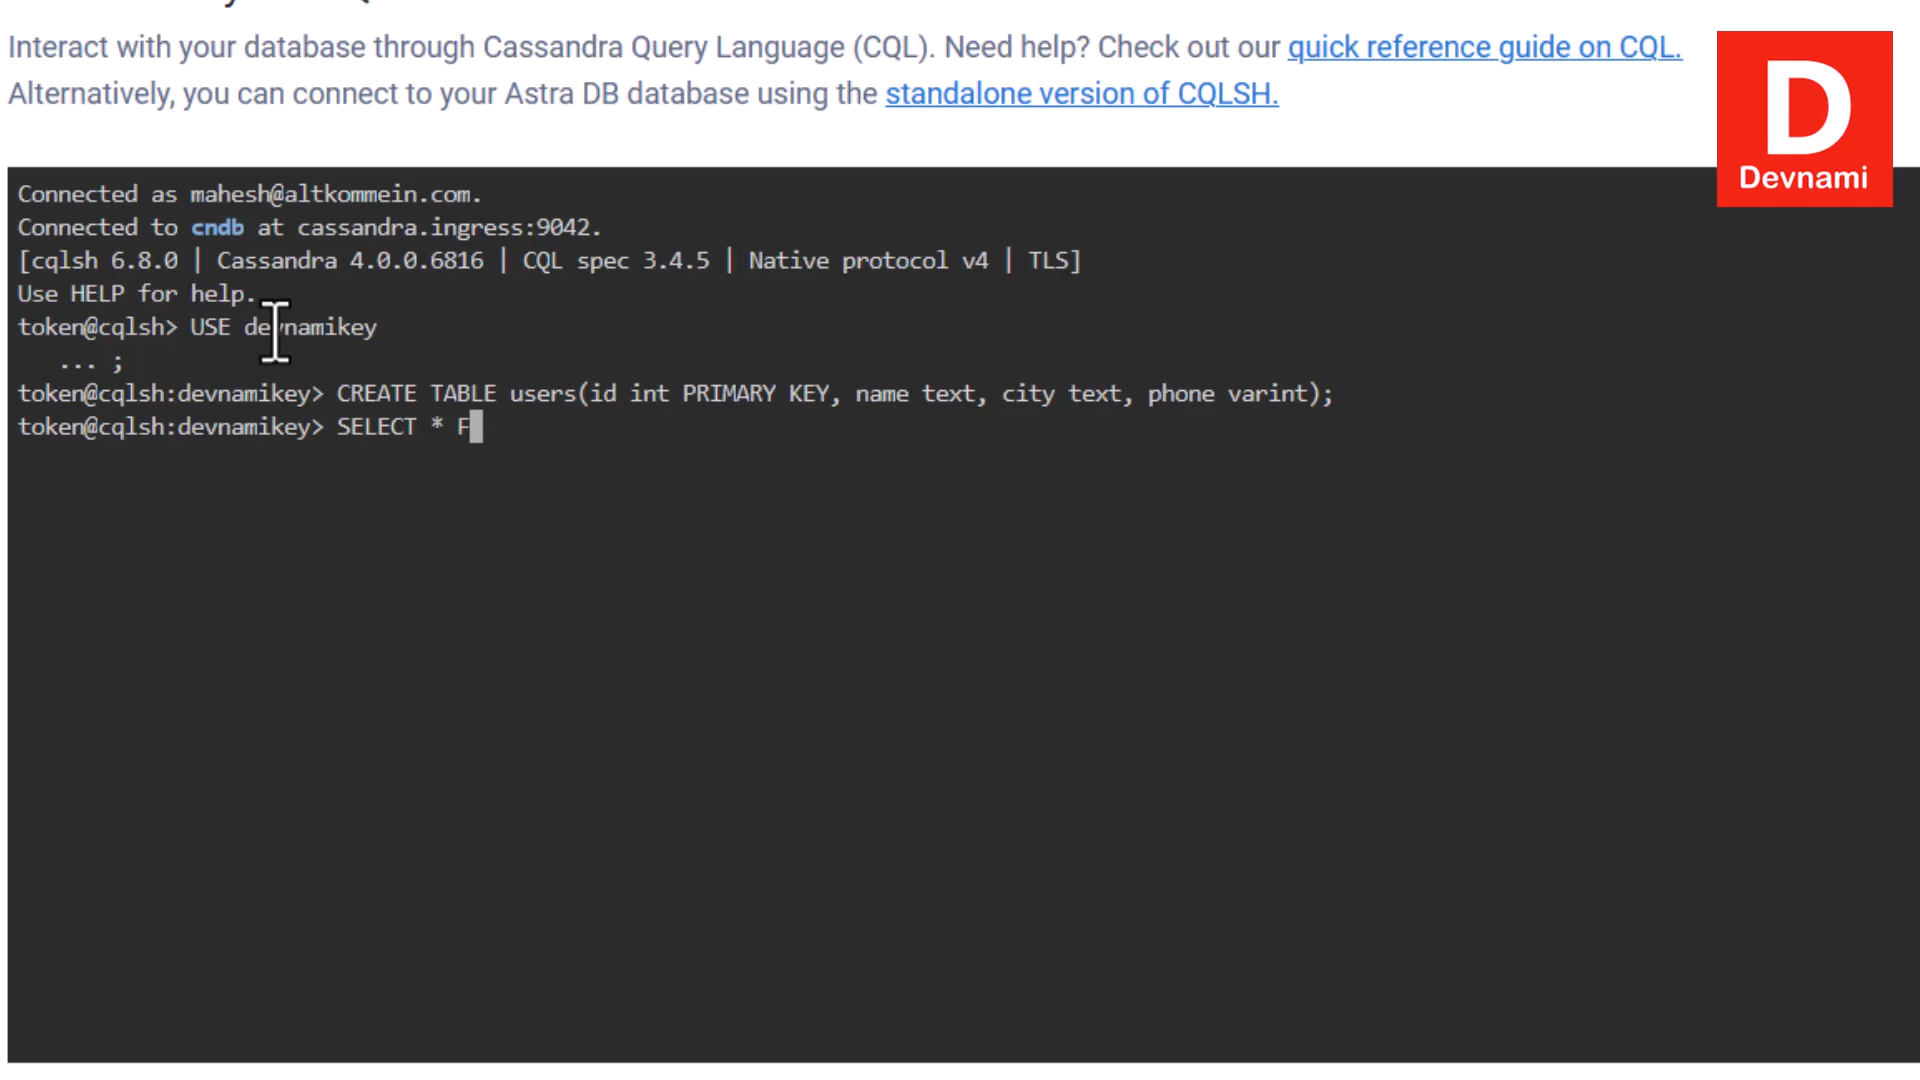 Interact with your database through Cassandra Query Language (CQL). Need help? Check out our quick reference guide on CQL.
Alternatively, you can connect to your Astra DB database using the standalone version of CQLSH.
D
Devnami
Connected as mahesh@altkommein.com.
Connected to cndb at cassandra.ingress:9042.
[cqlsh 6.8.0 | Cassandra 4.0.0.6816 | CQL spec 3.4.5 | Native protocol v4 | TLS]
Use HELP for help.
token@cqlsh> USE devnamikey
... ;
token@cqlsh:devnamikey> CREATE TABLE users(id int PRIMARY KEY, name text, city text, phone varint);
token@cqlsh:devnamikey> SELECT * F